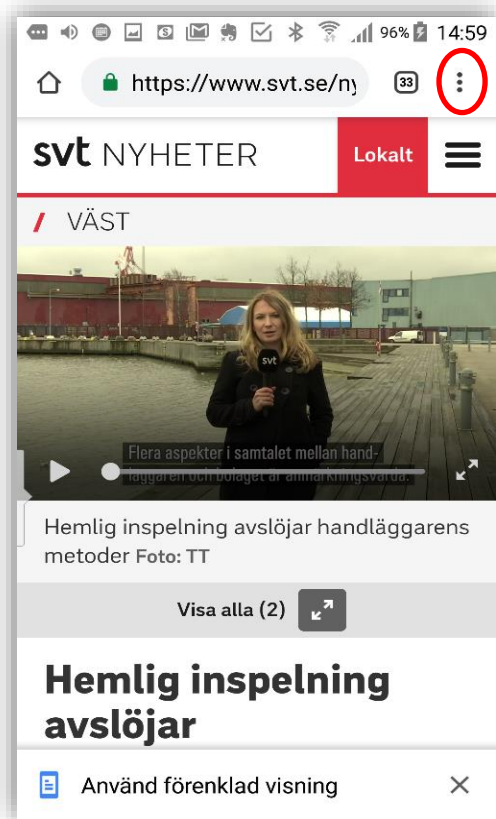 96% 14:59
https://www.svt.se/ny 33
svt NYHETER Lokalt
/ VÄST
svt
Flera aspekter i samtalet mellan hand-
läggaren och bolaget är anmärkningsvärda.
Hemlig inspelning avslöjar handläggarens
metoder Foto: TT
Visa alla (2)
Hemlig inspelning
avslöjar
Använd förenklad visning